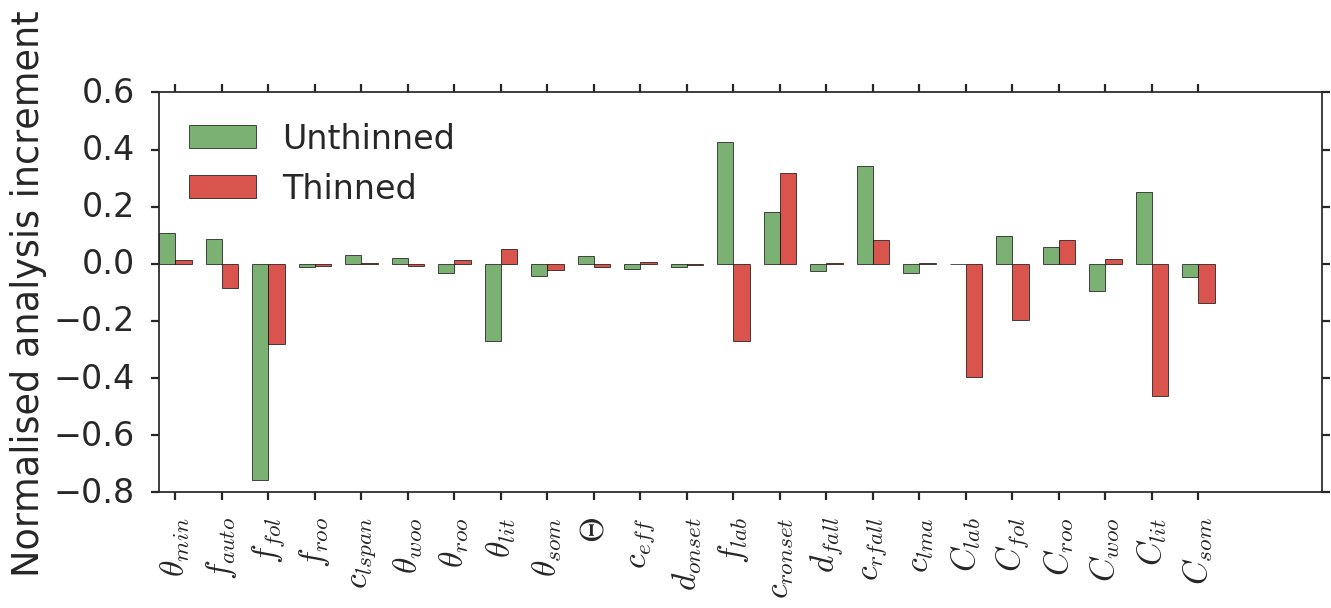 Normalised analysis increment
0.6
0.4
0.2
0.0
−0.2
−0.4
−0.6
−0.8
Unthinned
Thinned
θ_min
f_auto
f_fol
f_roo
c_lspan
θ_woo
θ_roo
θ_lit
θ_som
Θ
c_eff
d_onset
f_lab
c_ronset
d_fall
c_rfall
c_lma
C_lab
C_fol
C_roo
C_woo
C_lit
C_som